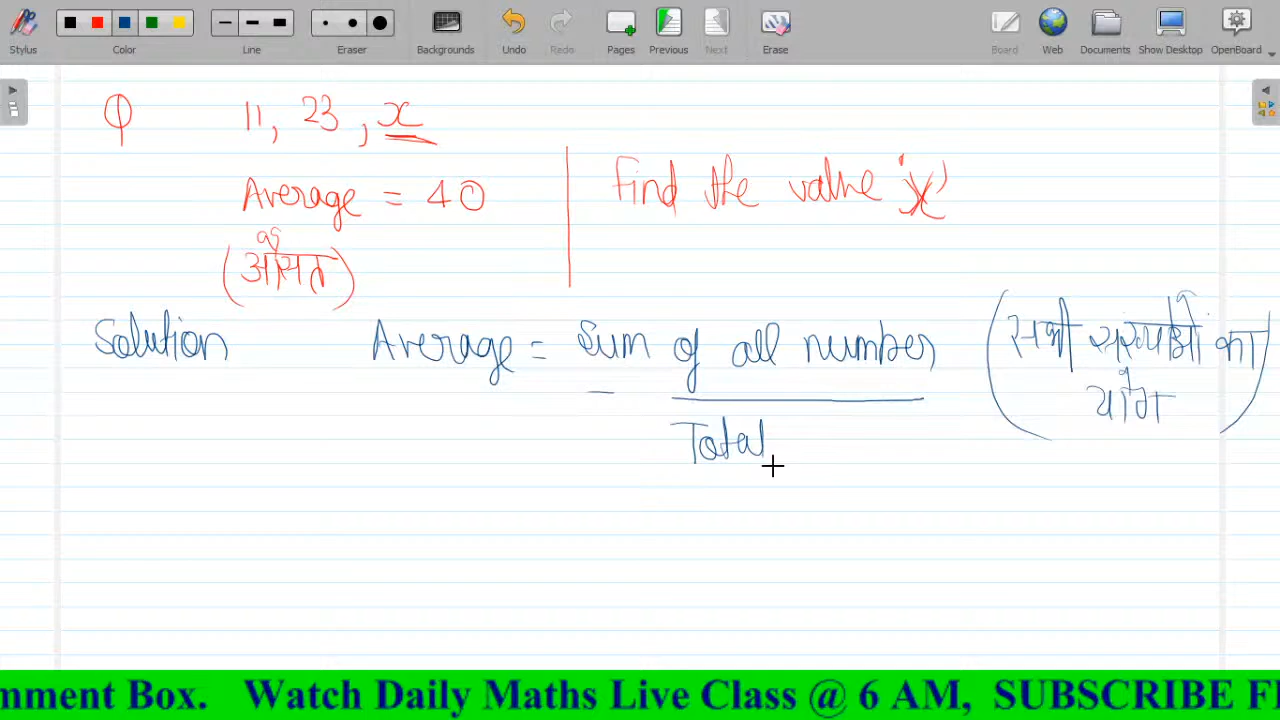 Stylus Color Line Eraser Backgrounds Undo Redo Pages Previous Next Erase Board Web Documents Show Desktop OpenBoard
Q 11, 23, x
Average = 40
(औसत)
Find the value 'x'
Solution Average = Sum of all number
Total
(सभी संख्याओं का
योग)
mment Box. Watch Daily Maths Live Class @ 6 AM, SUBSCRIBE F